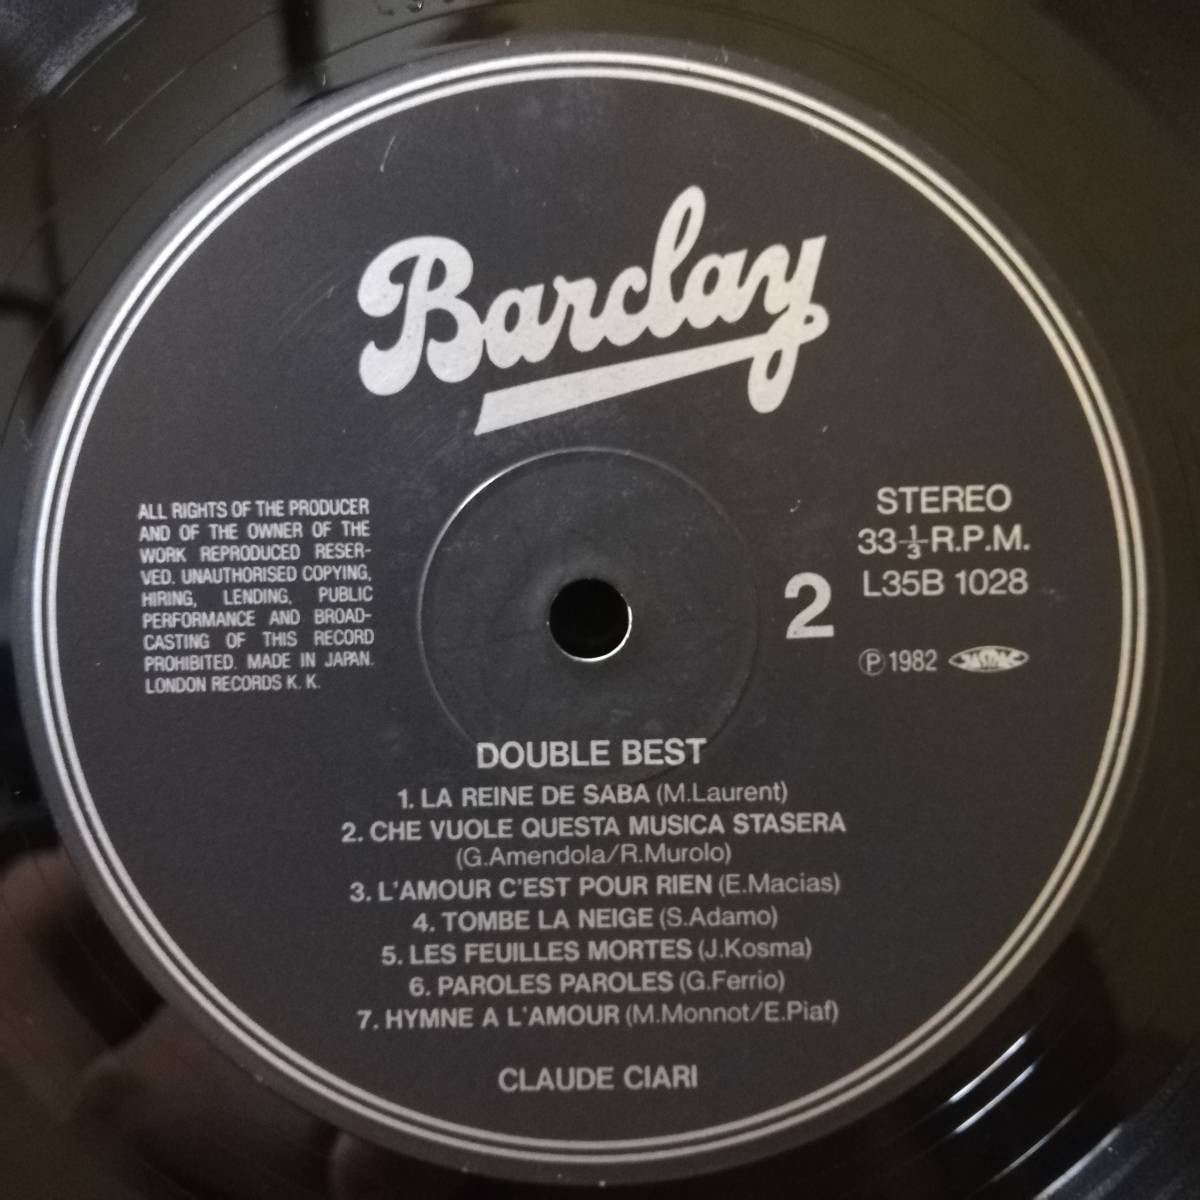 Barclay
ALL RIGHTS OF THE PRODUCER
AND OF THE OWNER OF THE
WORK REPRODUCED RESER-
VED. UNAUTHORISED COPYING,
HIRING, LENDING, PUBLIC
PERFORMANCE AND BROAD-
CASTING OF THIS RECORD
PROHIBITED. MADE IN JAPAN.
LONDON RECORDS K. K.
STEREO
33 1/3 R.P.M.
L35B 1028
2
Ⓟ 1982 JASRAC
DOUBLE BEST
1. LA REINE DE SABA (M.Laurent)
2. CHE VUOLE QUESTA MUSICA STASERA
(G.Amendola/R.Murolo)
3. L'AMOUR C'EST POUR RIEN (E.Macias)
4. TOMBE LA NEIGE (S.Adamo)
5. LES FEUILLES MORTES (J.Kosma)
6. PAROLES PAROLES (G.Ferrio)
7. HYMNE A L'AMOUR (M.Monnot/E.Piaf)
CLAUDE CIARI